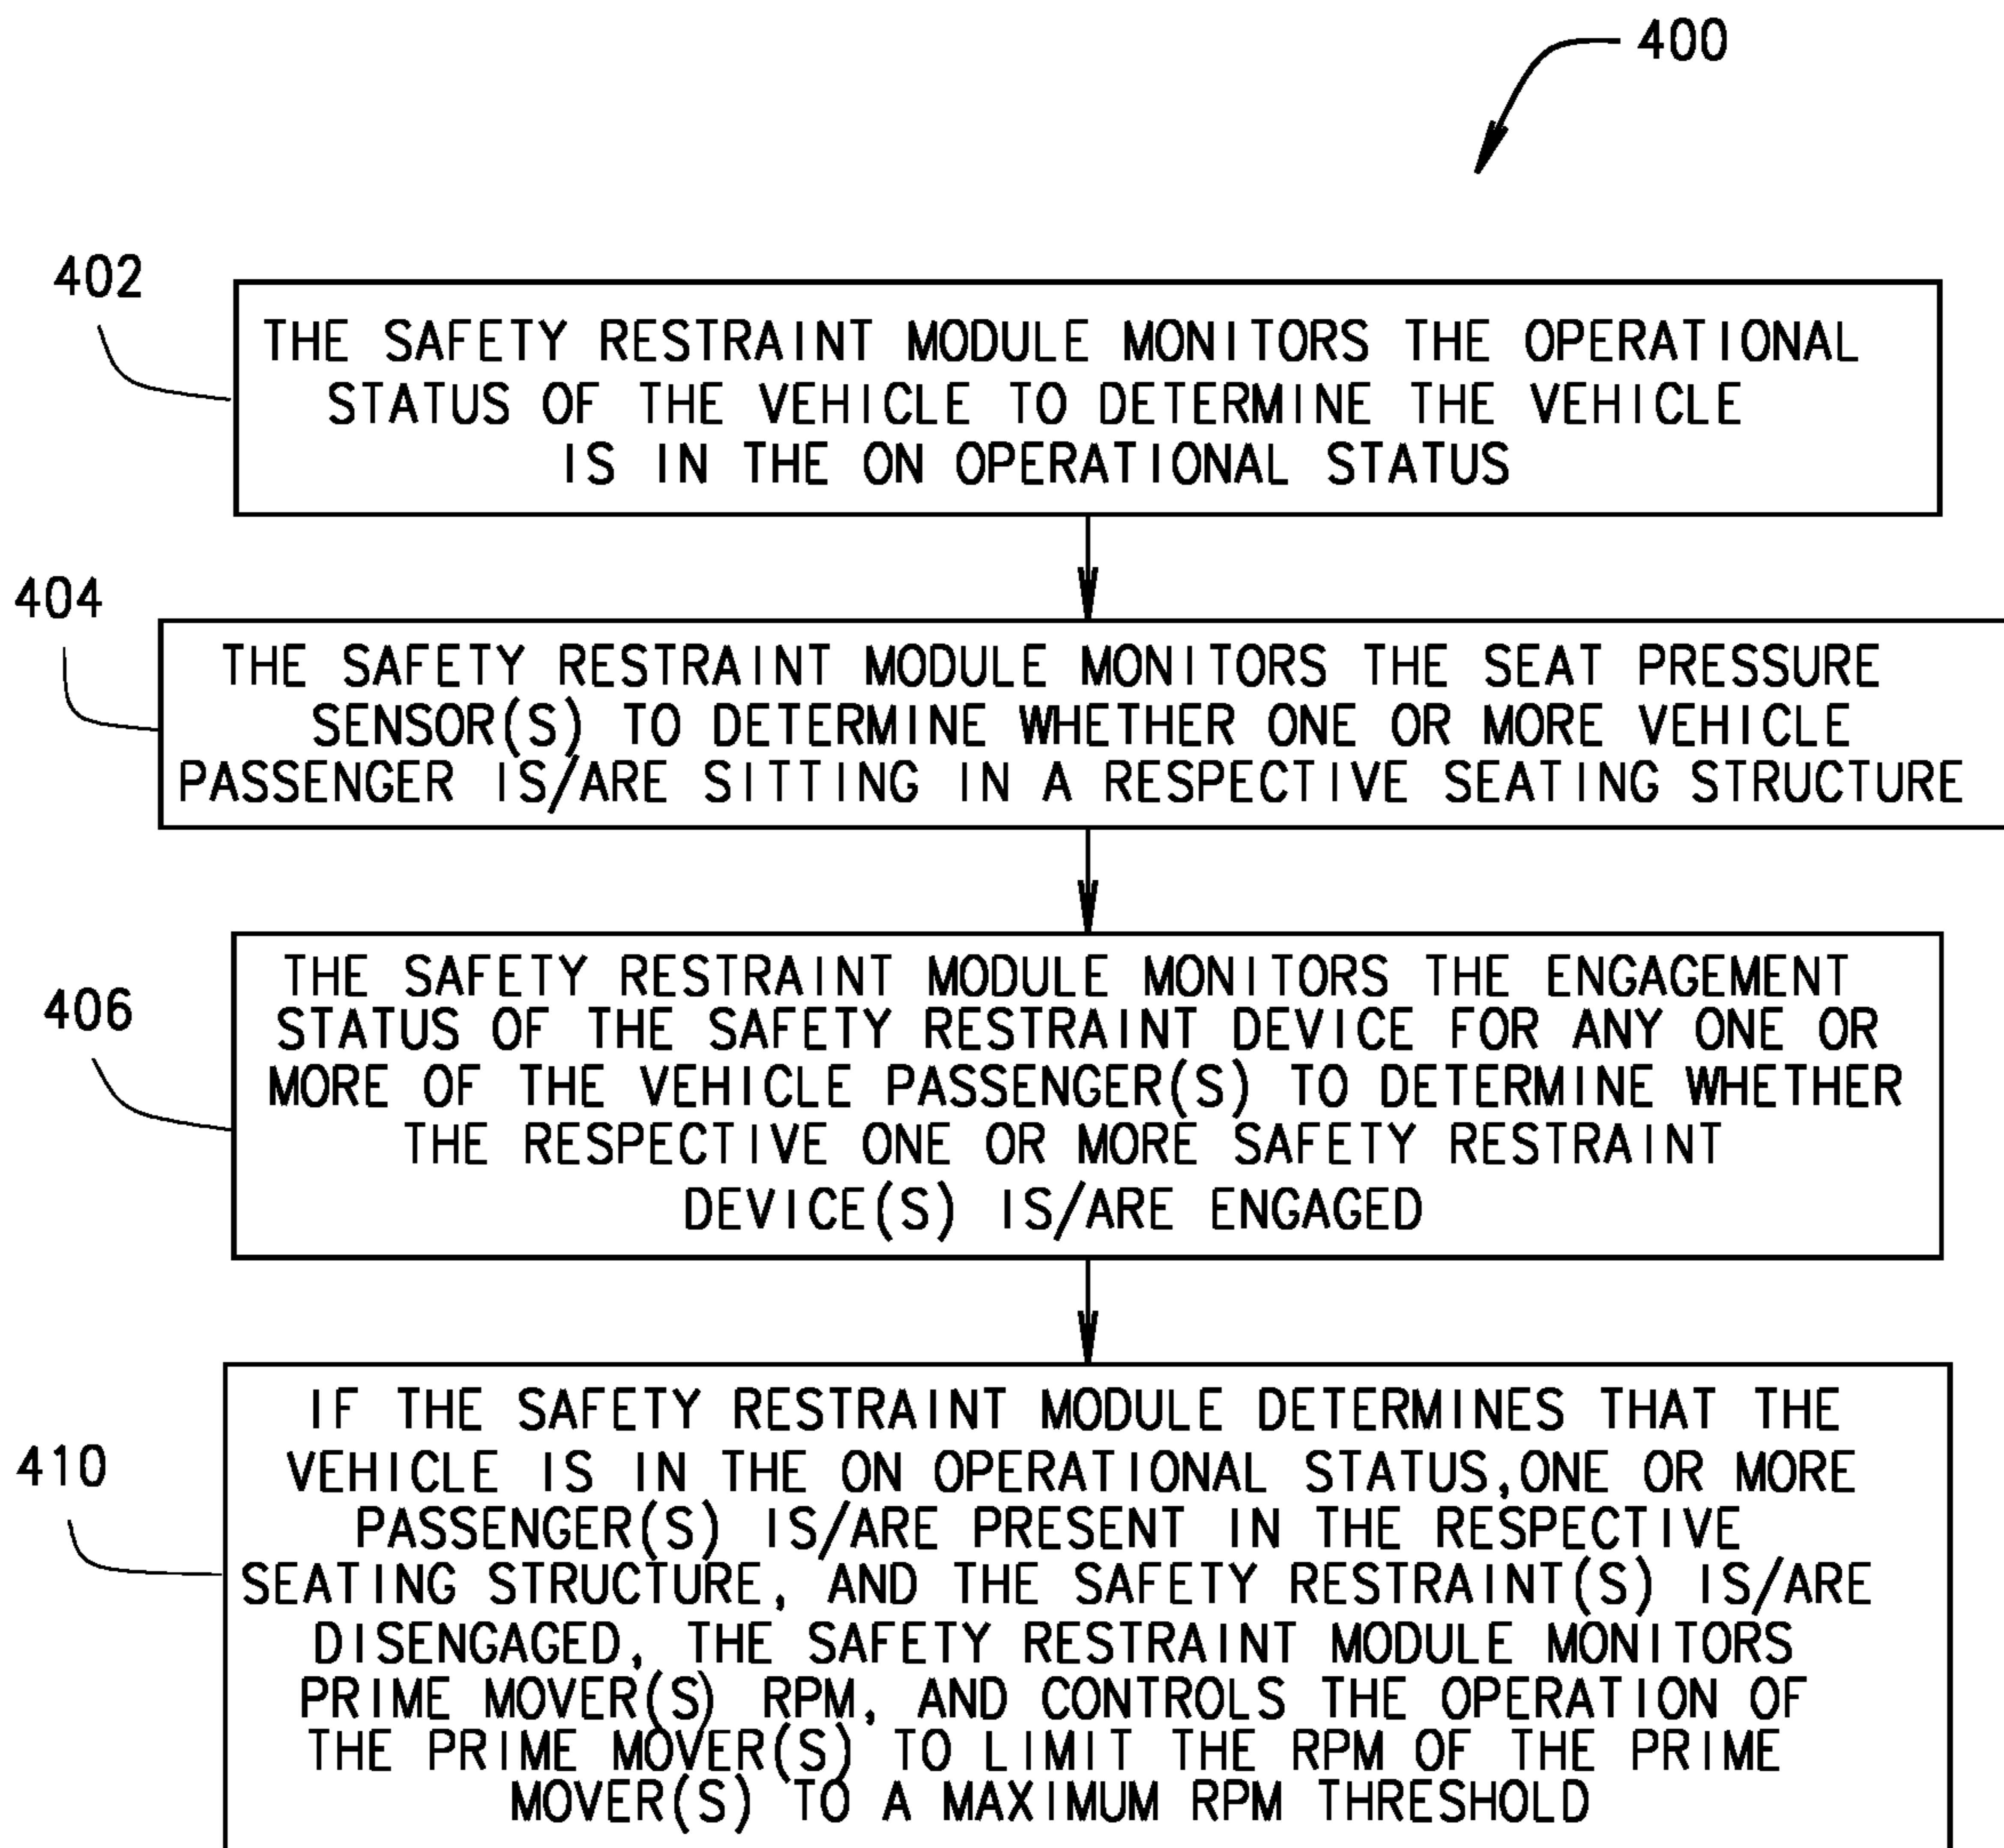 400
402
THE SAFETY RESTRAINT MODULE MONITORS THE OPERATIONAL
STATUS OF THE VEHICLE TO DETERMINE THE VEHICLE
IS IN THE ON OPERATIONAL STATUS
404
THE SAFETY RESTRAINT MODULE MONITORS THE SEAT PRESSURE
SENSOR(S) TO DETERMINE WHETHER ONE OR MORE VEHICLE
PASSENGER IS/ARE SITTING IN A RESPECTIVE SEATING STRUCTURE
406
THE SAFETY RESTRAINT MODULE MONITORS THE ENGAGEMENT
STATUS OF THE SAFETY RESTRAINT DEVICE FOR ANY ONE OR
MORE OF THE VEHICLE PASSENGER(S) TO DETERMINE WHETHER
THE RESPECTIVE ONE OR MORE SAFETY RESTRAINT
DEVICE(S) IS/ARE ENGAGED
410
IF THE SAFETY RESTRAINT MODULE DETERMINES THAT THE
VEHICLE IS IN THE ON OPERATIONAL STATUS,ONE OR MORE
PASSENGER(S) IS/ARE PRESENT IN THE RESPECTIVE
SEATING STRUCTURE, AND THE SAFETY RESTRAINT(S) IS/ARE
DISENGAGED, THE SAFETY RESTRAINT MODULE MONITORS
PRIME MOVER(S) RPM, AND CONTROLS THE OPERATION OF
THE PRIME MOVER(S) TO LIMIT THE RPM OF THE PRIME
MOVER(S) TO A MAXIMUM RPM THRESHOLD